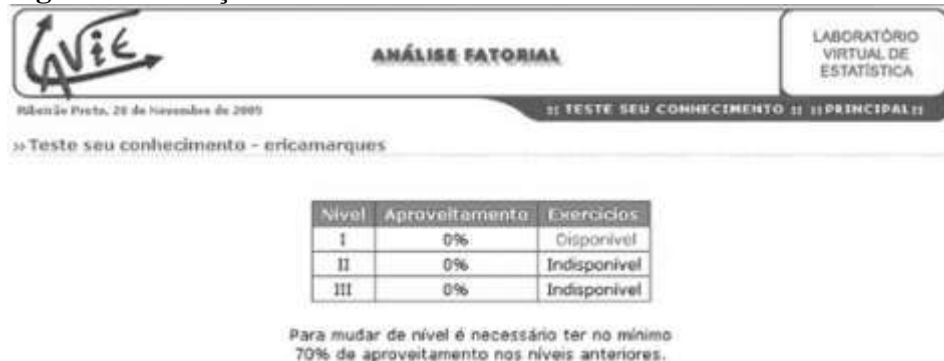 LAViE
ANÁLISE FATORIAL
LABORATÓRIO
VIRTUAL DE
ESTATÍSTICA
Ribeirão Preto, 28 de Novembro de 2005
:: TESTE SEU CONHECIMENTO :: :: PRINCIPAL ::
» Teste seu conhecimento - ericamarques
Nível Aproveitamento Exercícios
I 0% Disponível
II 0% Indisponível
III 0% Indisponível
Para mudar de nível é necessário ter no mínimo
70% de aproveitamento nos níveis anteriores.